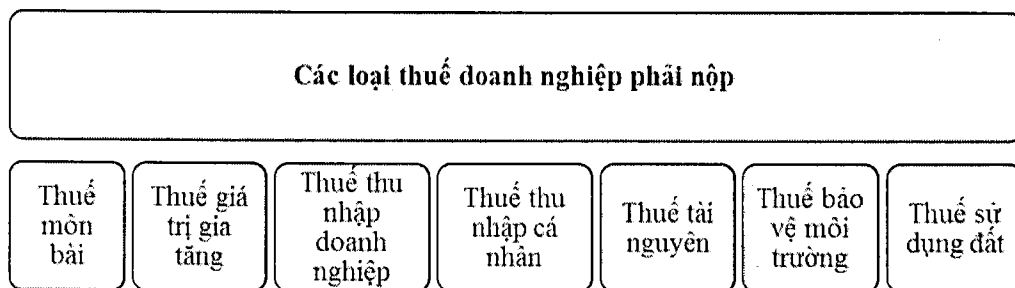 Các loại thuế doanh nghiệp phải nộp
Thuế
môn
bài
Thuế giá
trị gia
tăng
Thuế thu
nhập
doanh
nghiệp
Thuế thu
nhập cá
nhân
Thuế tài
nguyên
Thuế bảo
vệ môi
trường
Thuế sử
dụng đất